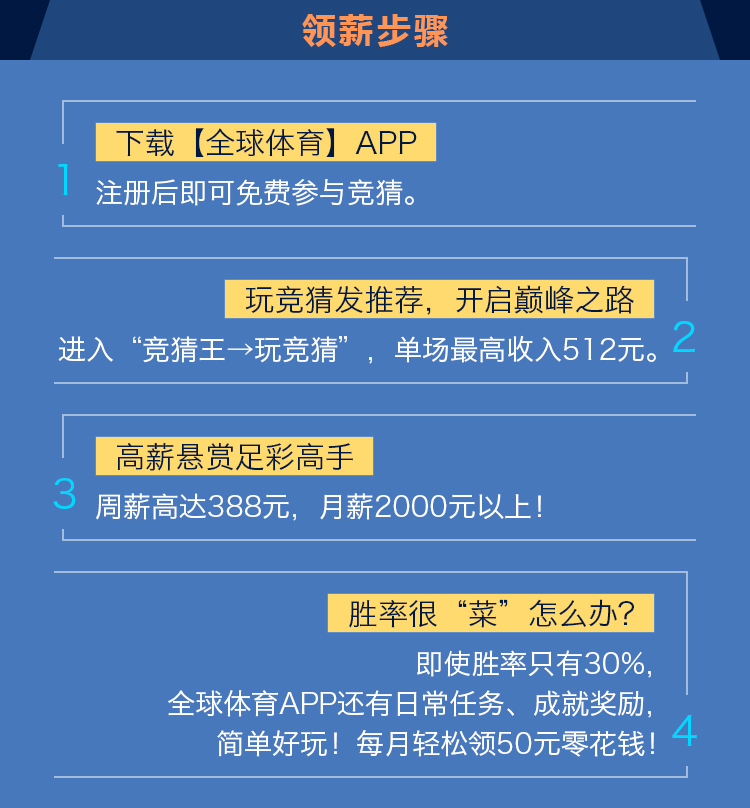 领薪步骤
1
下载【全球体育】APP
注册后即可免费参与竞猜。
2
玩竞猜发推荐，开启巅峰之路
进入“竞猜王→玩竞猜”，单场最高收入512元。
3
高薪悬赏足彩高手
周薪高达388元，月薪2000元以上！
4
胜率很“菜”怎么办？
即使胜率只有30%，
全球体育APP还有日常任务、成就奖励，
简单好玩！每月轻松领50元零花钱！